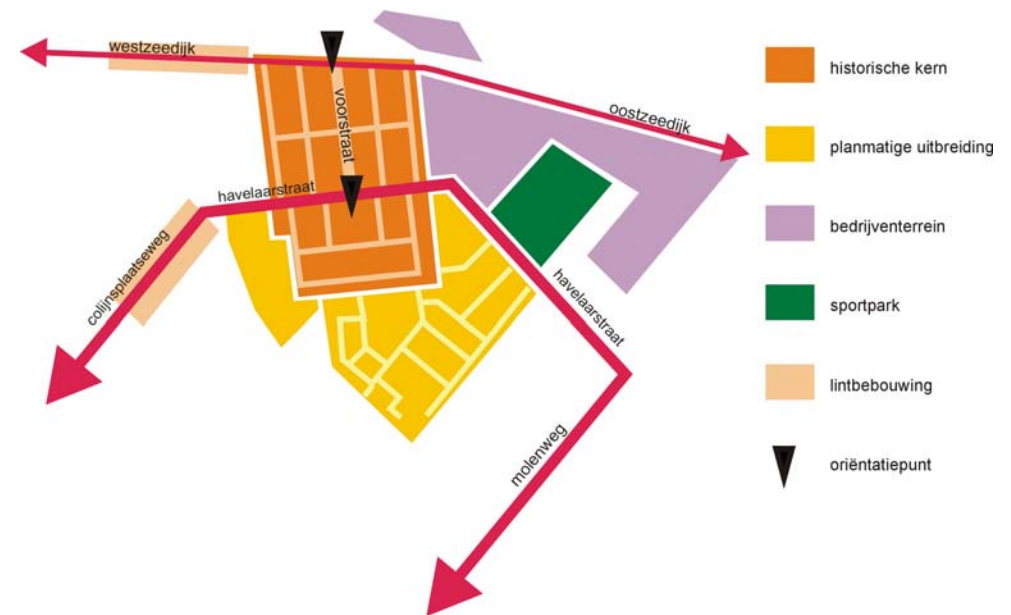 westzeedijk
voorstraat
oostzeedijk
havelaarstraat
colijnsplaatseweg
havelaarstraat
molenweg
historische kern
planmatige uitbreiding
bedrijventerrein
sportpark
lintbebouwing
oriëntatiepunt